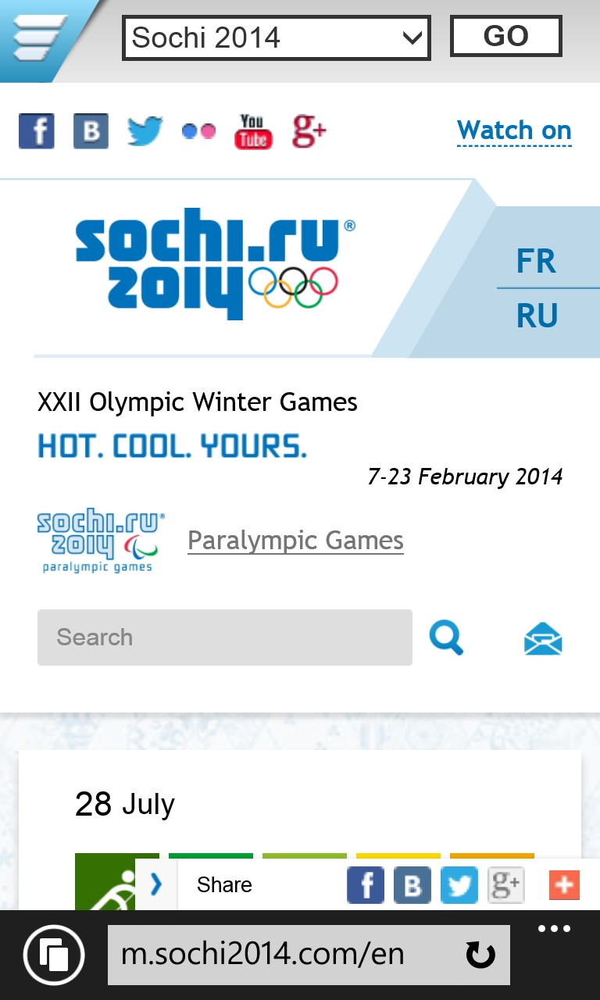 Sochi 2014
GO
f B You Tube g+
Watch on
sochi.ru®
2014
FR
RU
XXII Olympic Winter Games
HOT. COOL. YOURS.
7-23 February 2014
sochi.ru®
2014
paralympic games
Paralympic Games
Search
28 July
Share
f B g+
m.sochi2014.com/en